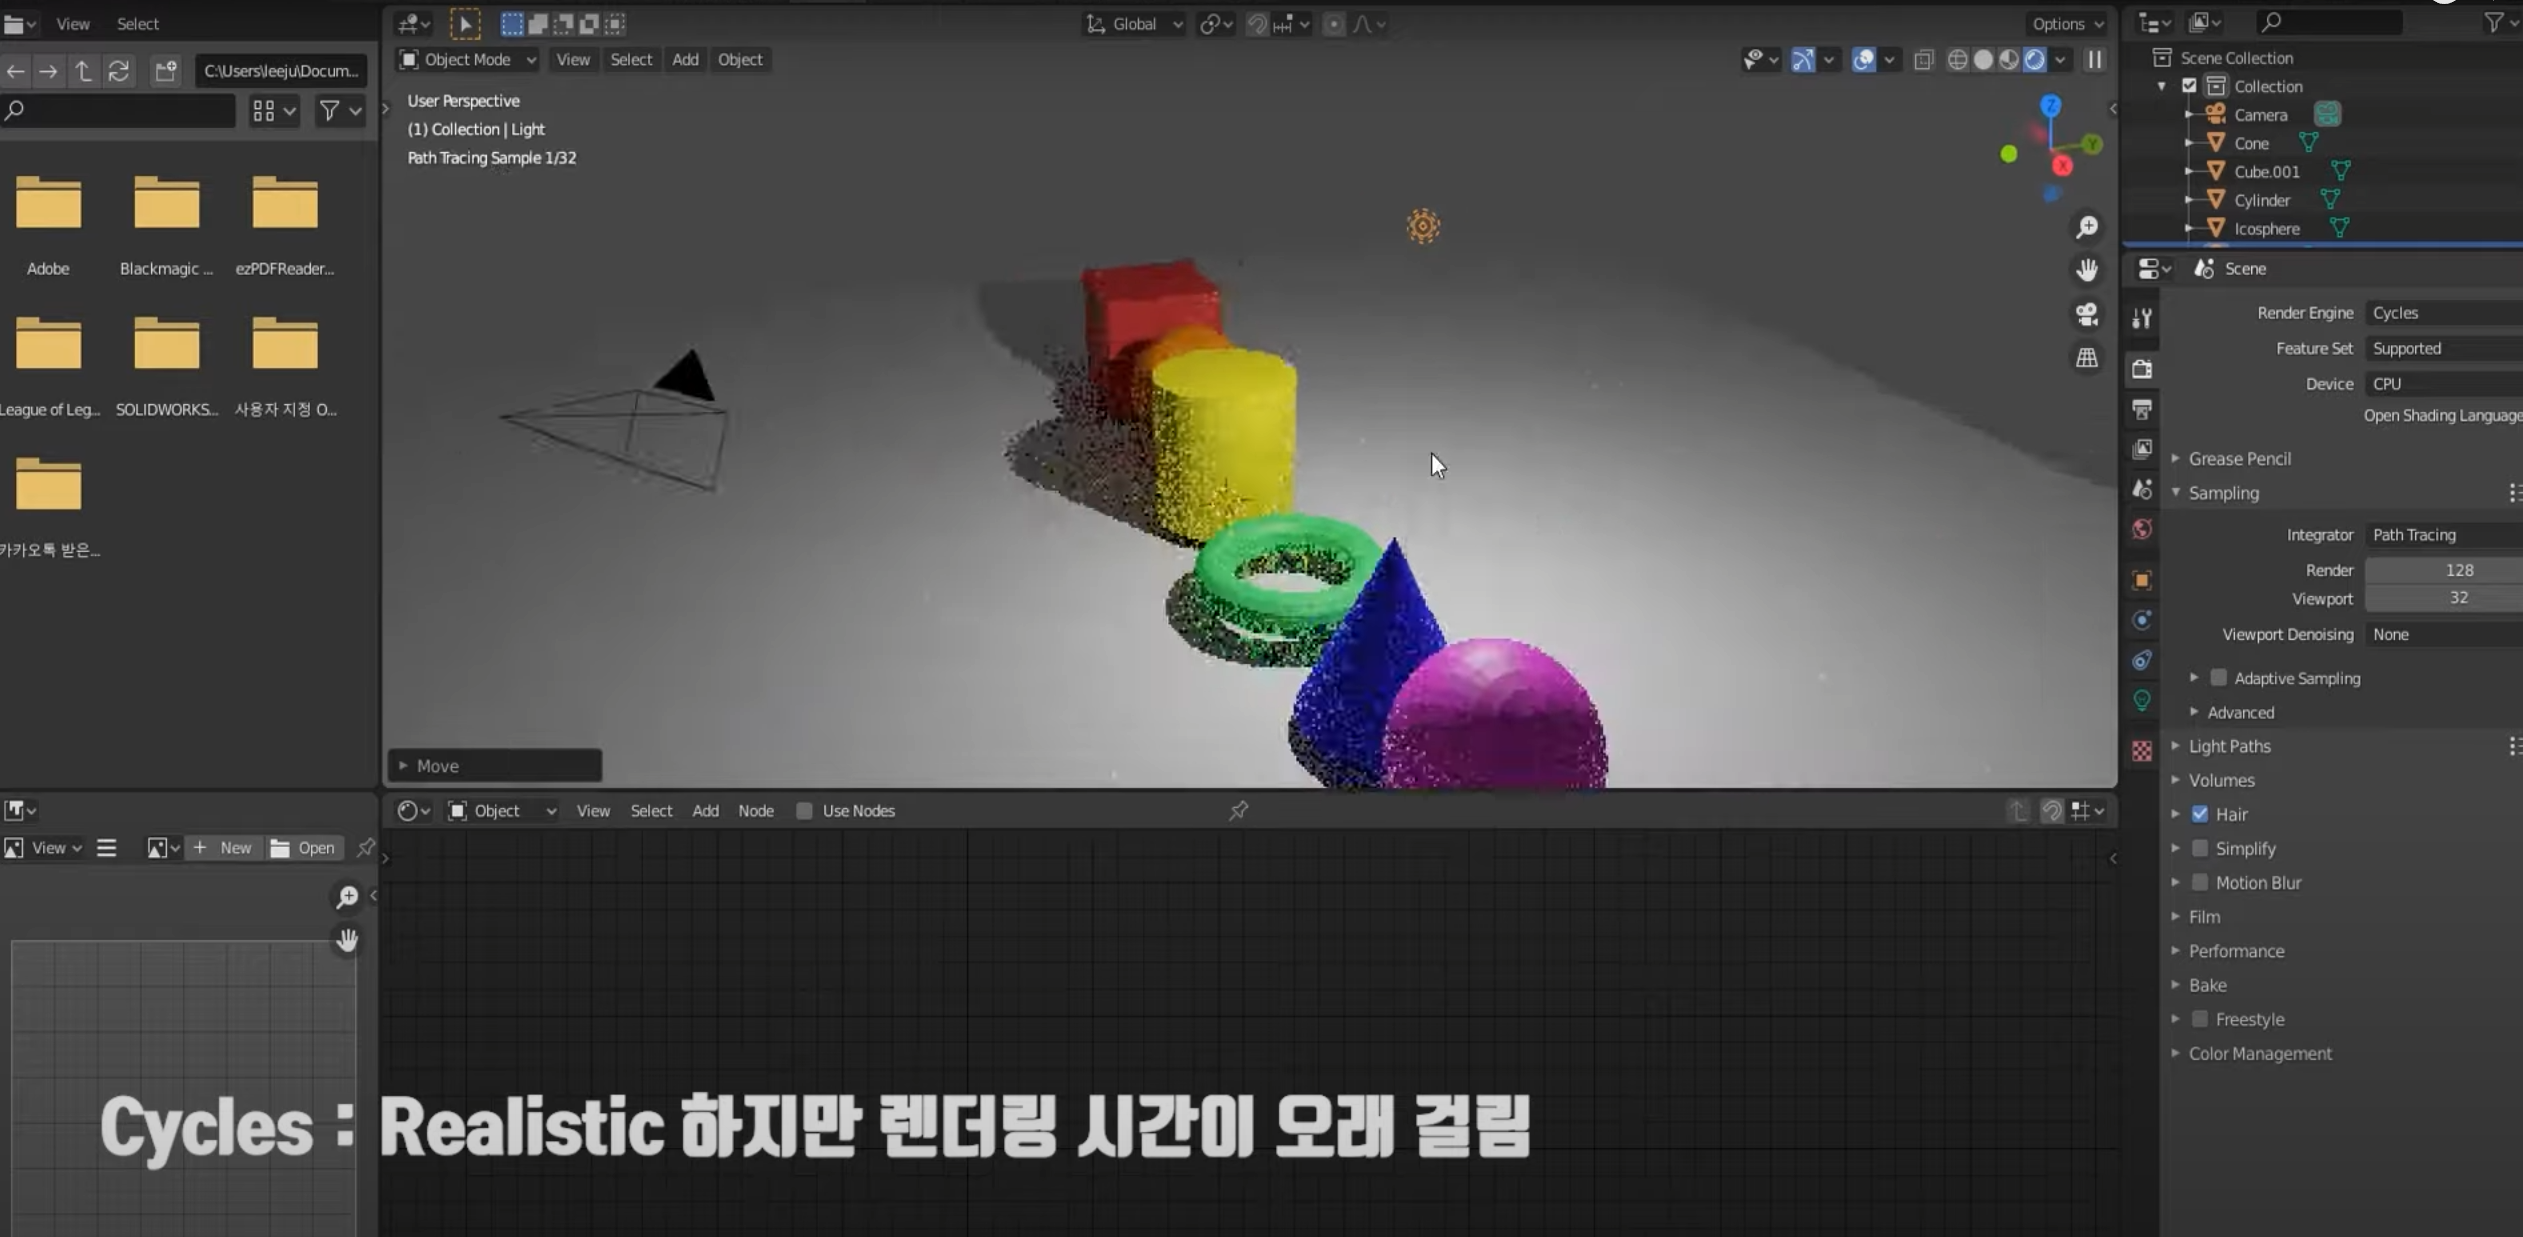 View Select
C:\Users\leeju\Docum...
Adobe
Blackmagic ...
ezPDFReader...
League of Leg...
SOLIDWORKS...
사용자 지정 O...
카카오톡 받은...
Global
Options
Object Mode View Select Add Object
User Perspective
(1) Collection | Light
Path Tracing Sample 1/32
Z
Y
X
Move
Scene Collection
Collection
Camera
Cone
Cube.001
Cylinder
Icosphere
Scene
Render Engine Cycles
Feature Set Supported
Device CPU
Open Shading Language
Grease Pencil
Sampling
Integrator Path Tracing
Render 128
Viewport 32
Viewport Denoising None
Adaptive Sampling
Advanced
Light Paths
Volumes
Hair
Simplify
Motion Blur
Film
Performance
Bake
Freestyle
Color Management
View + New Open
Object View Select Add Node Use Nodes
Cycles : Realistic 하지만 렌더링 시간이 오래 걸림